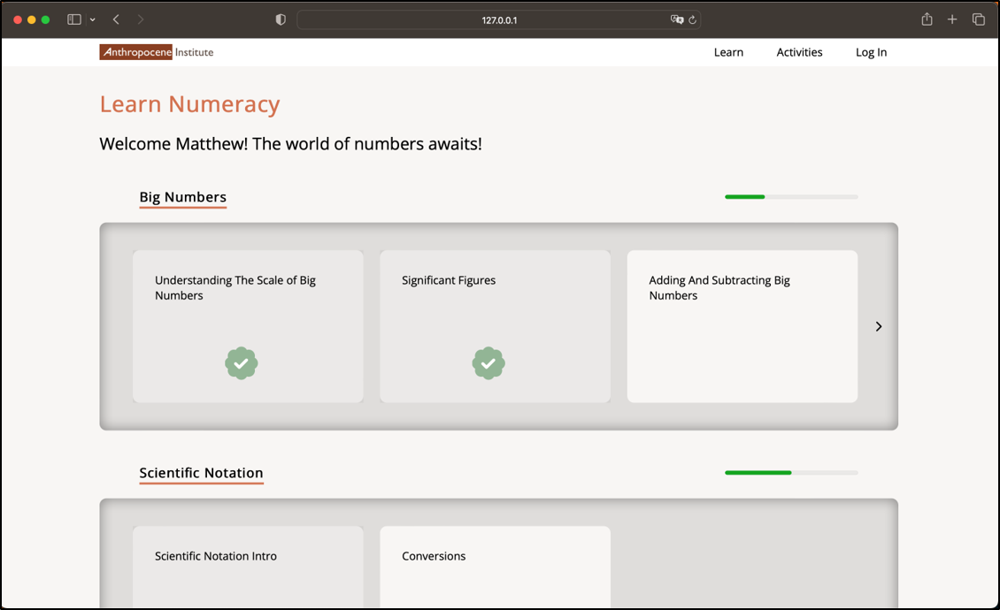 127.0.0.1
Anthropocene Institute
Learn Activities Log In
Learn Numeracy
Welcome Matthew! The world of numbers awaits!
Big Numbers
Understanding The Scale of Big
Numbers
Significant Figures
Adding And Subtracting Big
Numbers
Scientific Notation
Scientific Notation Intro
Conversions